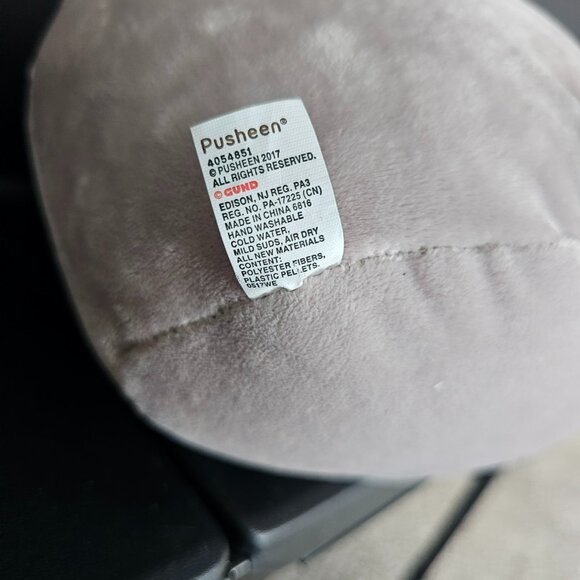 Pusheen®
4054851
© PUSHEEN 2017
ALL RIGHTS RESERVED.
© GUND
EDISON, NJ REG. PA3
REG. NO. PA-17225 (CN)
MADE IN CHINA 6816
HAND WASHABLE
COLD WATER,
MILD SUDS, AIR DRY
ALL NEW MATERIALS
CONTENT:
POLYESTER FIBERS,
PLASTIC PELLETS.
0517WE